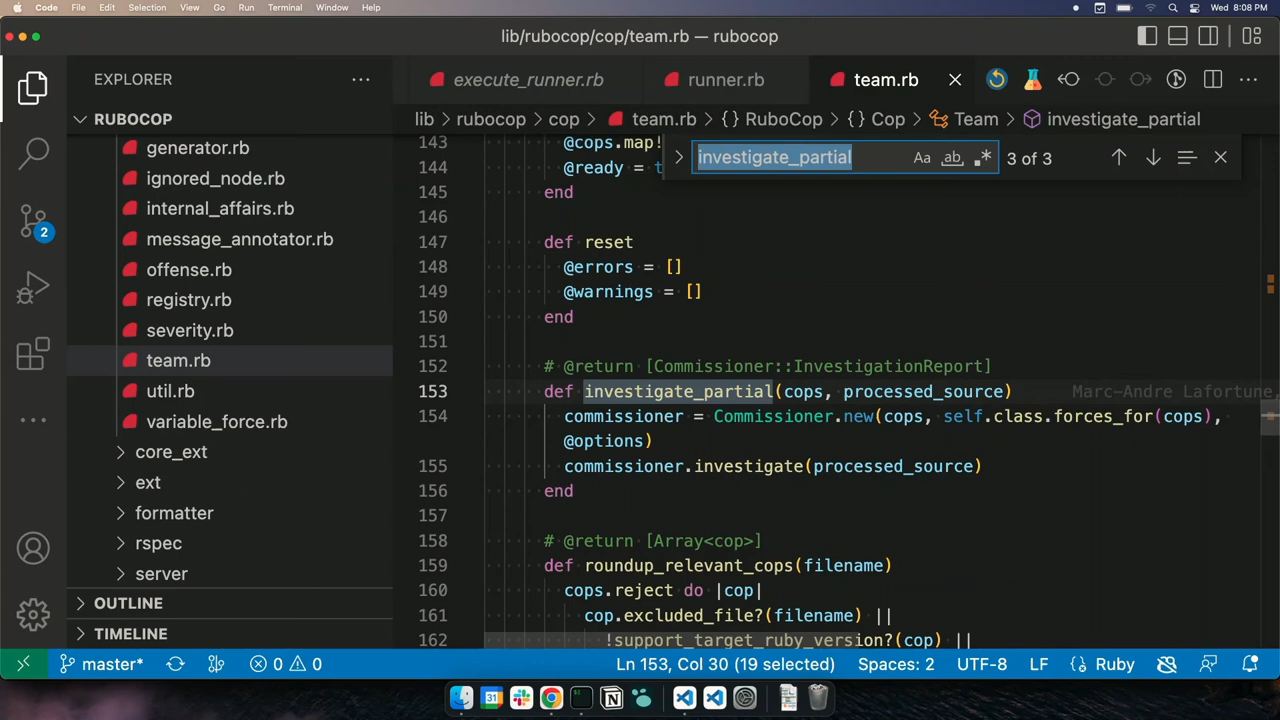 Code File Edit Selection View Go Run Terminal Window Help Wed 8:08 PM
lib/rubocop/cop/team.rb — rubocop
EXPLORER
execute_runner.rb runner.rb team.rb
RUBOCOP
lib > rubocop > cop > team.rb > {} RuboCop > {} Cop > Team > investigate_partial
generator.rb
ignored_node.rb
internal_affairs.rb
message_annotator.rb
offense.rb
registry.rb
severity.rb
team.rb
util.rb
variable_force.rb
core_ext
ext
formatter
rspec
server
OUTLINE
TIMELINE
2
investigate_partial Aa ab .* 3 of 3
143 @cops.map!
144 @ready = t
145 end
146
147 def reset
148 @errors = []
149 @warnings = []
150 end
151
152 # @return [Commissioner::InvestigationReport]
153 def investigate_partial(cops, processed_source) Marc-Andre Lafortune,
154 commissioner = Commissioner.new(cops, self.class.forces_for(cops),
@options)
155 commissioner.investigate(processed_source)
156 end
157
158 # @return [Array<cop>]
159 def roundup_relevant_cops(filename)
160 cops.reject do |cop|
161 cop.excluded_file?(filename) ||
162 !support_target_ruby_version?(cop) ||
master* 0 0 Ln 153, Col 30 (19 selected) Spaces: 2 UTF-8 LF {} Ruby